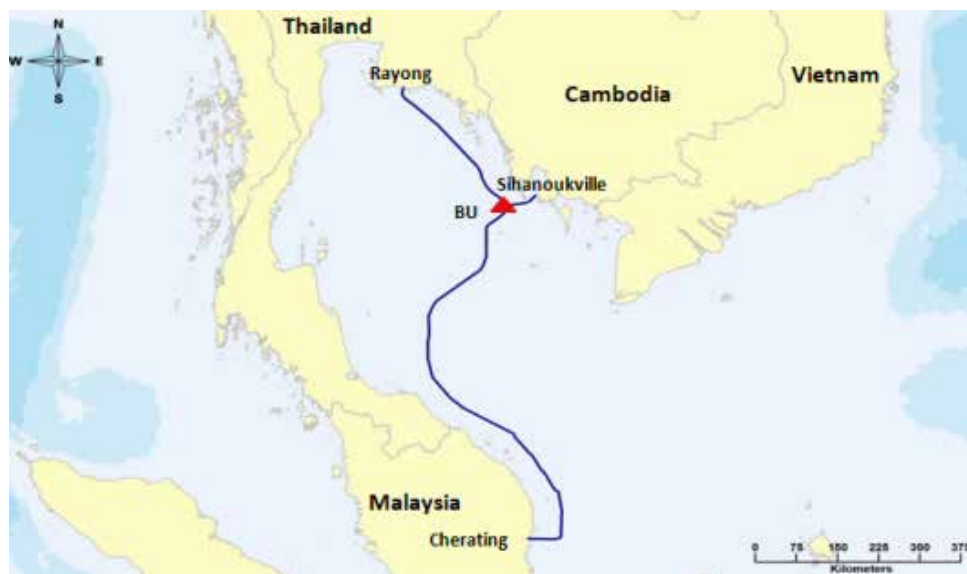 N
W E
S
Thailand
Rayong
Cambodia
Vietnam
Sihanoukville
BU
Malaysia
Cherating
0 75 150 225 300 375
Kilometers